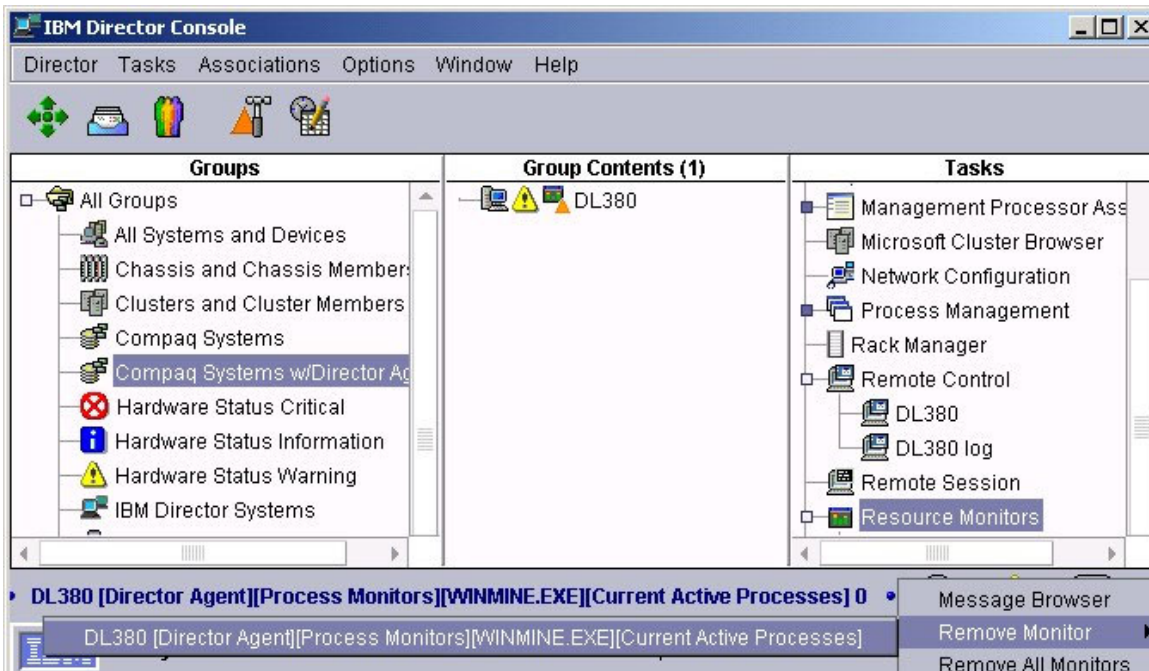 IBM Director Console
Director Tasks Associations Options Window Help
Groups
All Groups
All Systems and Devices
Chassis and Chassis Member
Clusters and Cluster Members
Compaq Systems
Compaq Systems w/Director Ag
Hardware Status Critical
Hardware Status Information
Hardware Status Warning
IBM Director Systems
Group Contents (1)
DL380
Tasks
Management Processor Ass
Microsoft Cluster Browser
Network Configuration
Process Management
Rack Manager
Remote Control
DL380
DL380 log
Remote Session
Resource Monitors
DL380 [Director Agent][Process Monitors][WINMINE.EXE][Current Active Processes] 0
DL380 [Director Agent][Process Monitors][WINMINE.EXE][Current Active Processes]
Message Browser
Remove Monitor
Remove All Monitors